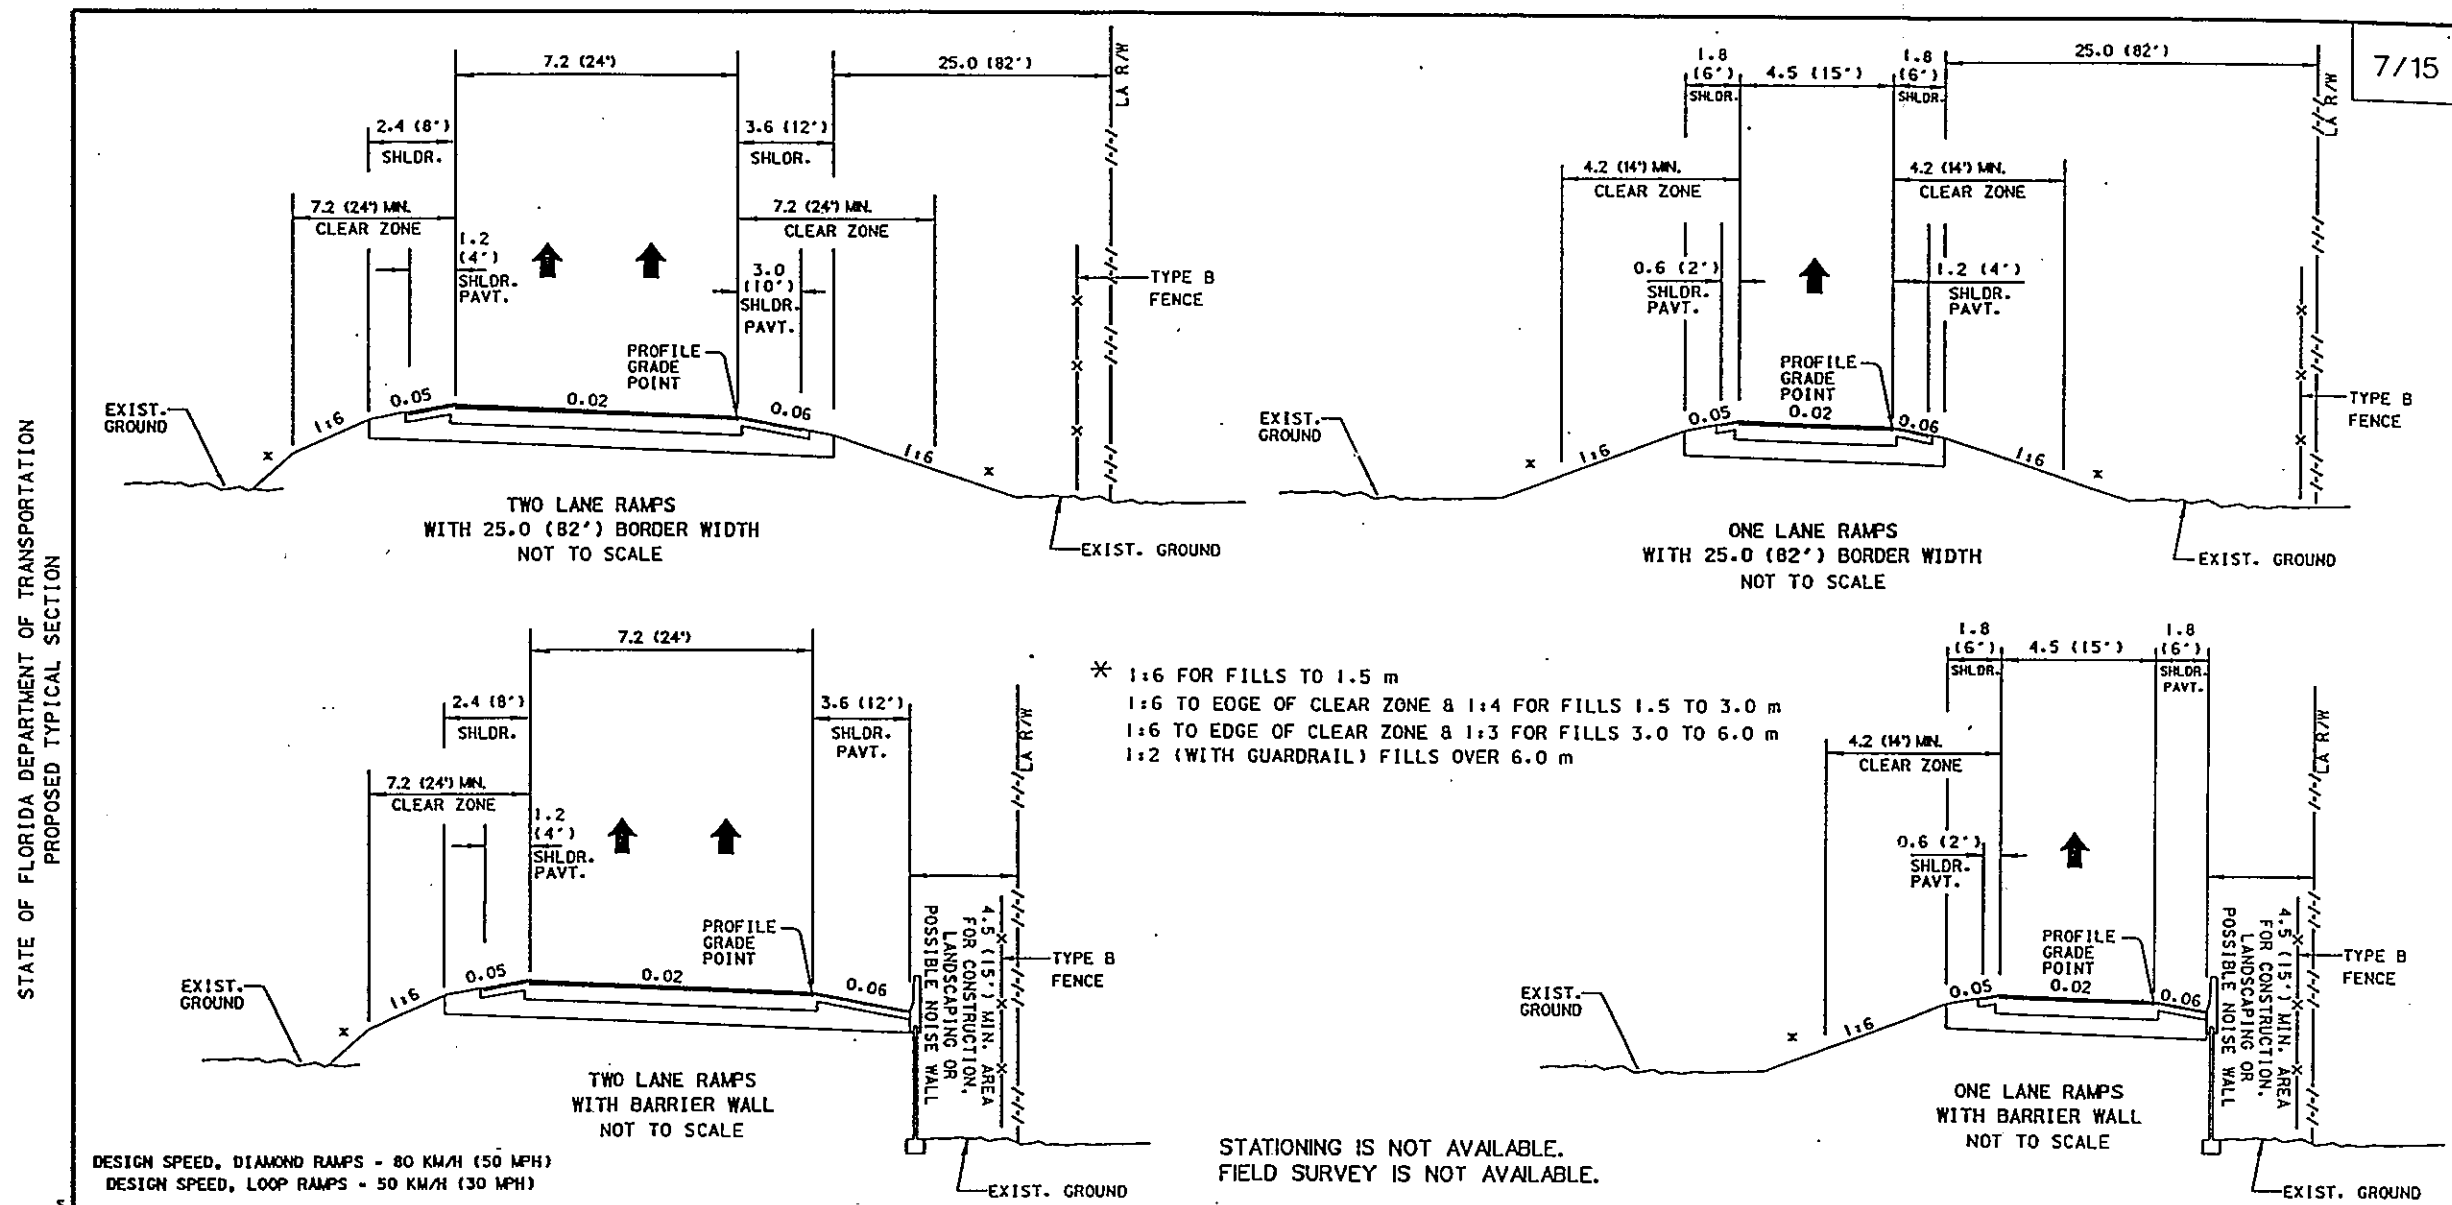 7/15
STATE OF FLORIDA DEPARTMENT OF TRANSPORTATION
PROPOSED TYPICAL SECTION
7.2 (24')
25.0 (82')
LA R/W
2.4 (8')
SHLDR.
3.6 (12')
SHLDR.
7.2 (24') MIN.
CLEAR ZONE
7.2 (24') MIN.
CLEAR ZONE
1.2
(4')
SHLDR.
PAVT.
3.0
(10')
SHLDR.
PAVT.
TYPE B
FENCE
PROFILE
GRADE
POINT
EXIST.
GROUND
x
1:6
0.05
0.02
0.06
1:6
x
TWO LANE RAMPS
WITH 25.0 (82') BORDER WIDTH
NOT TO SCALE
EXIST. GROUND
1.8
(6')
SHLDR.
4.5 (15')
1.8
(6')
SHLDR.
25.0 (82')
LA R/W
4.2 (14') MIN.
CLEAR ZONE
4.2 (14') MIN.
CLEAR ZONE
0.6 (2')
SHLDR.
PAVT.
1.2 (4')
SHLDR.
PAVT.
PROFILE
GRADE
POINT
TYPE B
FENCE
EXIST.
GROUND
x
1:6
0.05
0.02
0.06
1:6
x
ONE LANE RAMPS
WITH 25.0 (82') BORDER WIDTH
NOT TO SCALE
EXIST. GROUND
7.2 (24')
2.4 (8')
SHLDR.
3.6 (12')
SHLDR.
PAVT.
LA R/W
7.2 (24') MIN.
CLEAR ZONE
1.2
(4')
SHLDR.
PAVT.
PROFILE
GRADE
POINT
4.5 (15') MIN. AREA
FOR CONSTRUCTION,
LANDSCAPING OR
POSSIBLE NOISE WALL
TYPE B
FENCE
EXIST.
GROUND
x
1:6
0.05
0.02
0.06
TWO LANE RAMPS
WITH BARRIER WALL
NOT TO SCALE
EXIST. GROUND
* 1:6 FOR FILLS TO 1.5 m
1:6 TO EDGE OF CLEAR ZONE & 1:4 FOR FILLS 1.5 TO 3.0 m
1:6 TO EDGE OF CLEAR ZONE & 1:3 FOR FILLS 3.0 TO 6.0 m
1:2 (WITH GUARDRAIL) FILLS OVER 6.0 m
1.8
(6')
SHLDR.
4.5 (15')
1.8
(6')
SHLDR.
PAVT.
LA R/W
4.2 (14') MIN.
CLEAR ZONE
0.6 (2')
SHLDR.
PAVT.
PROFILE
GRADE
POINT
4.5 (15') MIN. AREA
FOR CONSTRUCTION,
LANDSCAPING OR
POSSIBLE NOISE WALL
TYPE B
FENCE
EXIST.
GROUND
x
1:6
0.05
0.02
0.06
ONE LANE RAMPS
WITH BARRIER WALL
NOT TO SCALE
EXIST. GROUND
DESIGN SPEED, DIAMOND RAMPS - 80 KM/H (50 MPH)
DESIGN SPEED, LOOP RAMPS - 50 KM/H (30 MPH)
STATIONING IS NOT AVAILABLE.
FIELD SURVEY IS NOT AVAILABLE.